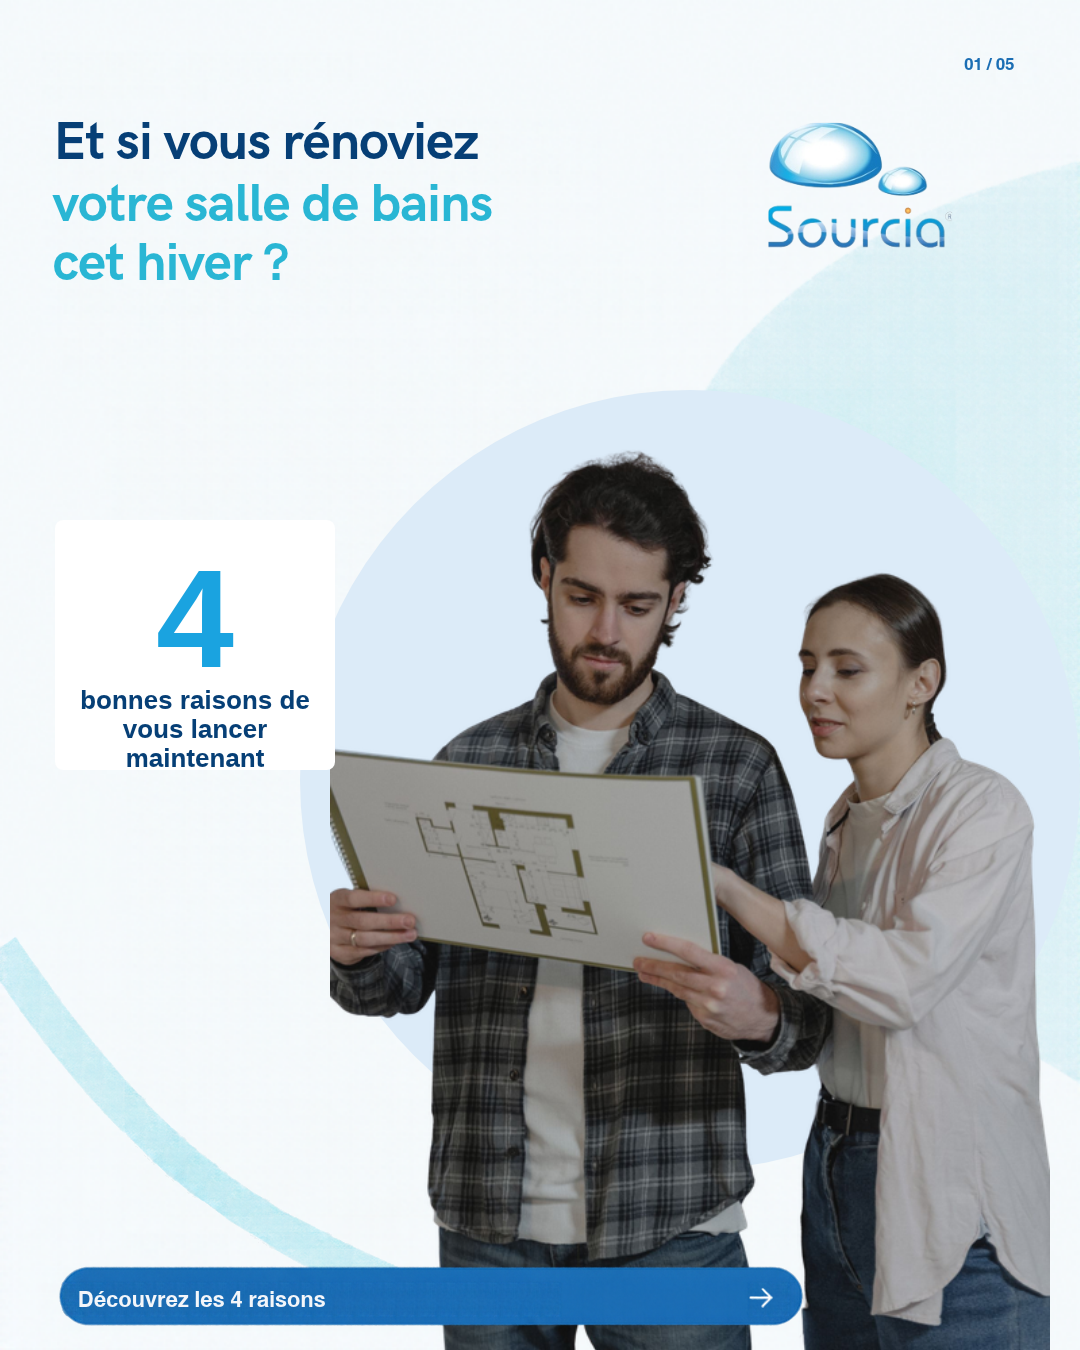 01 / 05
Et si vous rénoviez
votre salle de bains
cet hiver ?
Sourcia
4
bonnes raisons de
vous lancer
maintenant
Découvrez les 4 raisons